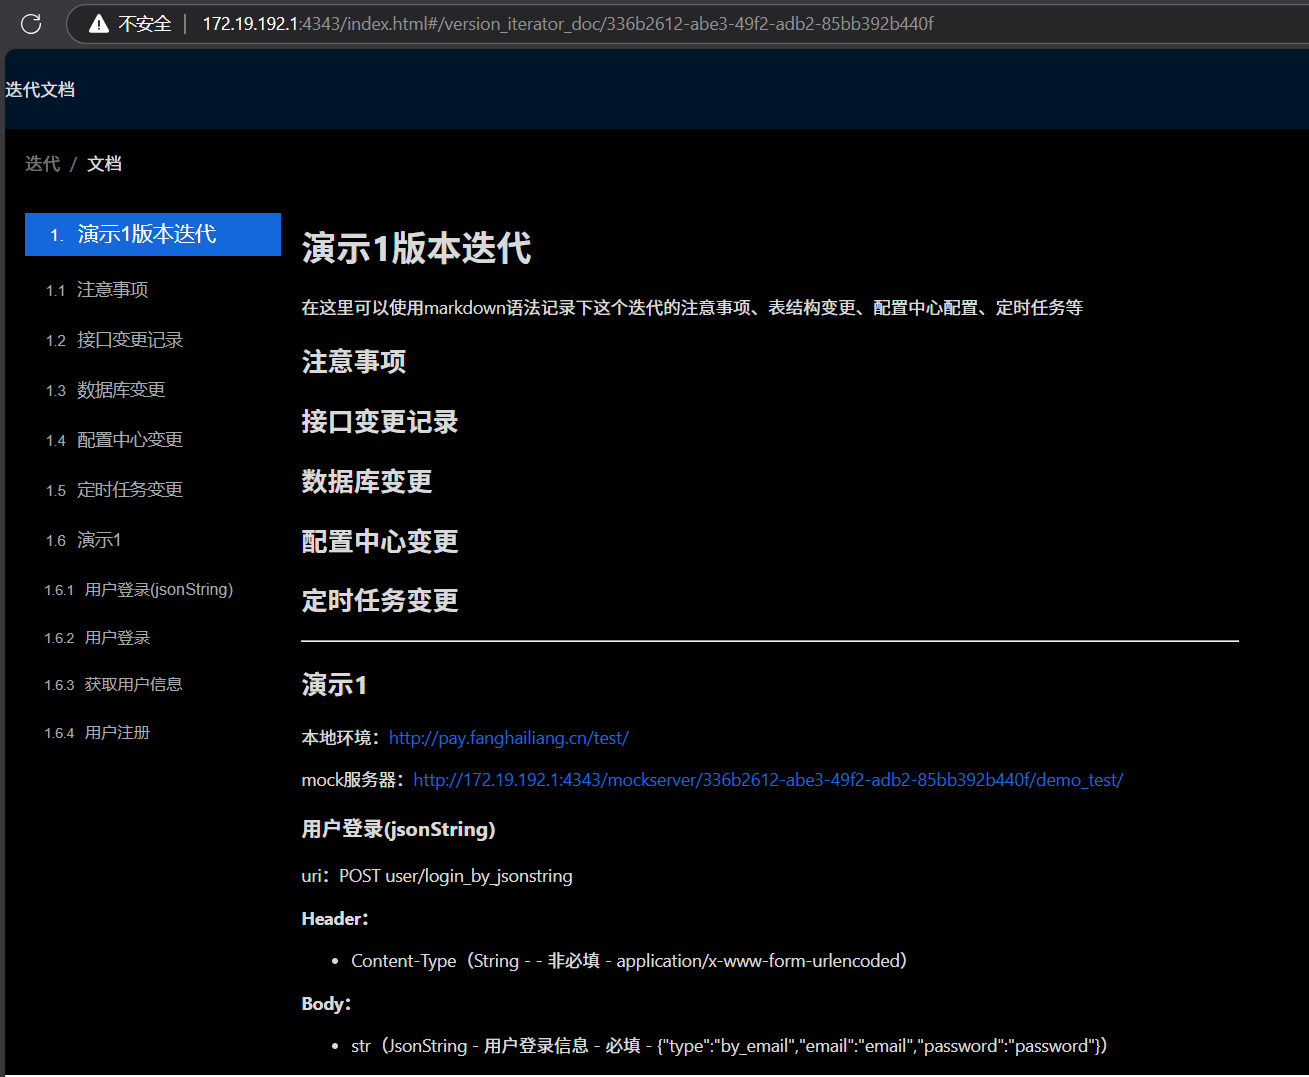 不安全 | 172.19.192.1:4343/index.html#/version_iterator_doc/336b2612-abe3-49f2-adb2-85bb392b440f
迭代文档
迭代 / 文档
1. 演示1版本迭代
1.1 注意事项
1.2 接口变更记录
1.3 数据库变更
1.4 配置中心变更
1.5 定时任务变更
1.6 演示1
1.6.1 用户登录(jsonString)
1.6.2 用户登录
1.6.3 获取用户信息
1.6.4 用户注册
演示1版本迭代
在这里可以使用markdown语法记录下这个迭代的注意事项、表结构变更、配置中心配置、定时任务等
注意事项
接口变更记录
数据库变更
配置中心变更
定时任务变更
演示1
本地环境：http://pay.fanghailiang.cn/test/
mock服务器：http://172.19.192.1:4343/mockserver/336b2612-abe3-49f2-adb2-85bb392b440f/demo_test/
用户登录(jsonString)
uri：POST user/login_by_jsonstring
Header：
• Content-Type（String - - 非必填 - application/x-www-form-urlencoded）
Body：
• str（JsonString - 用户登录信息 - 必填 - {"type":"by_email","email":"email","password":"password"}）